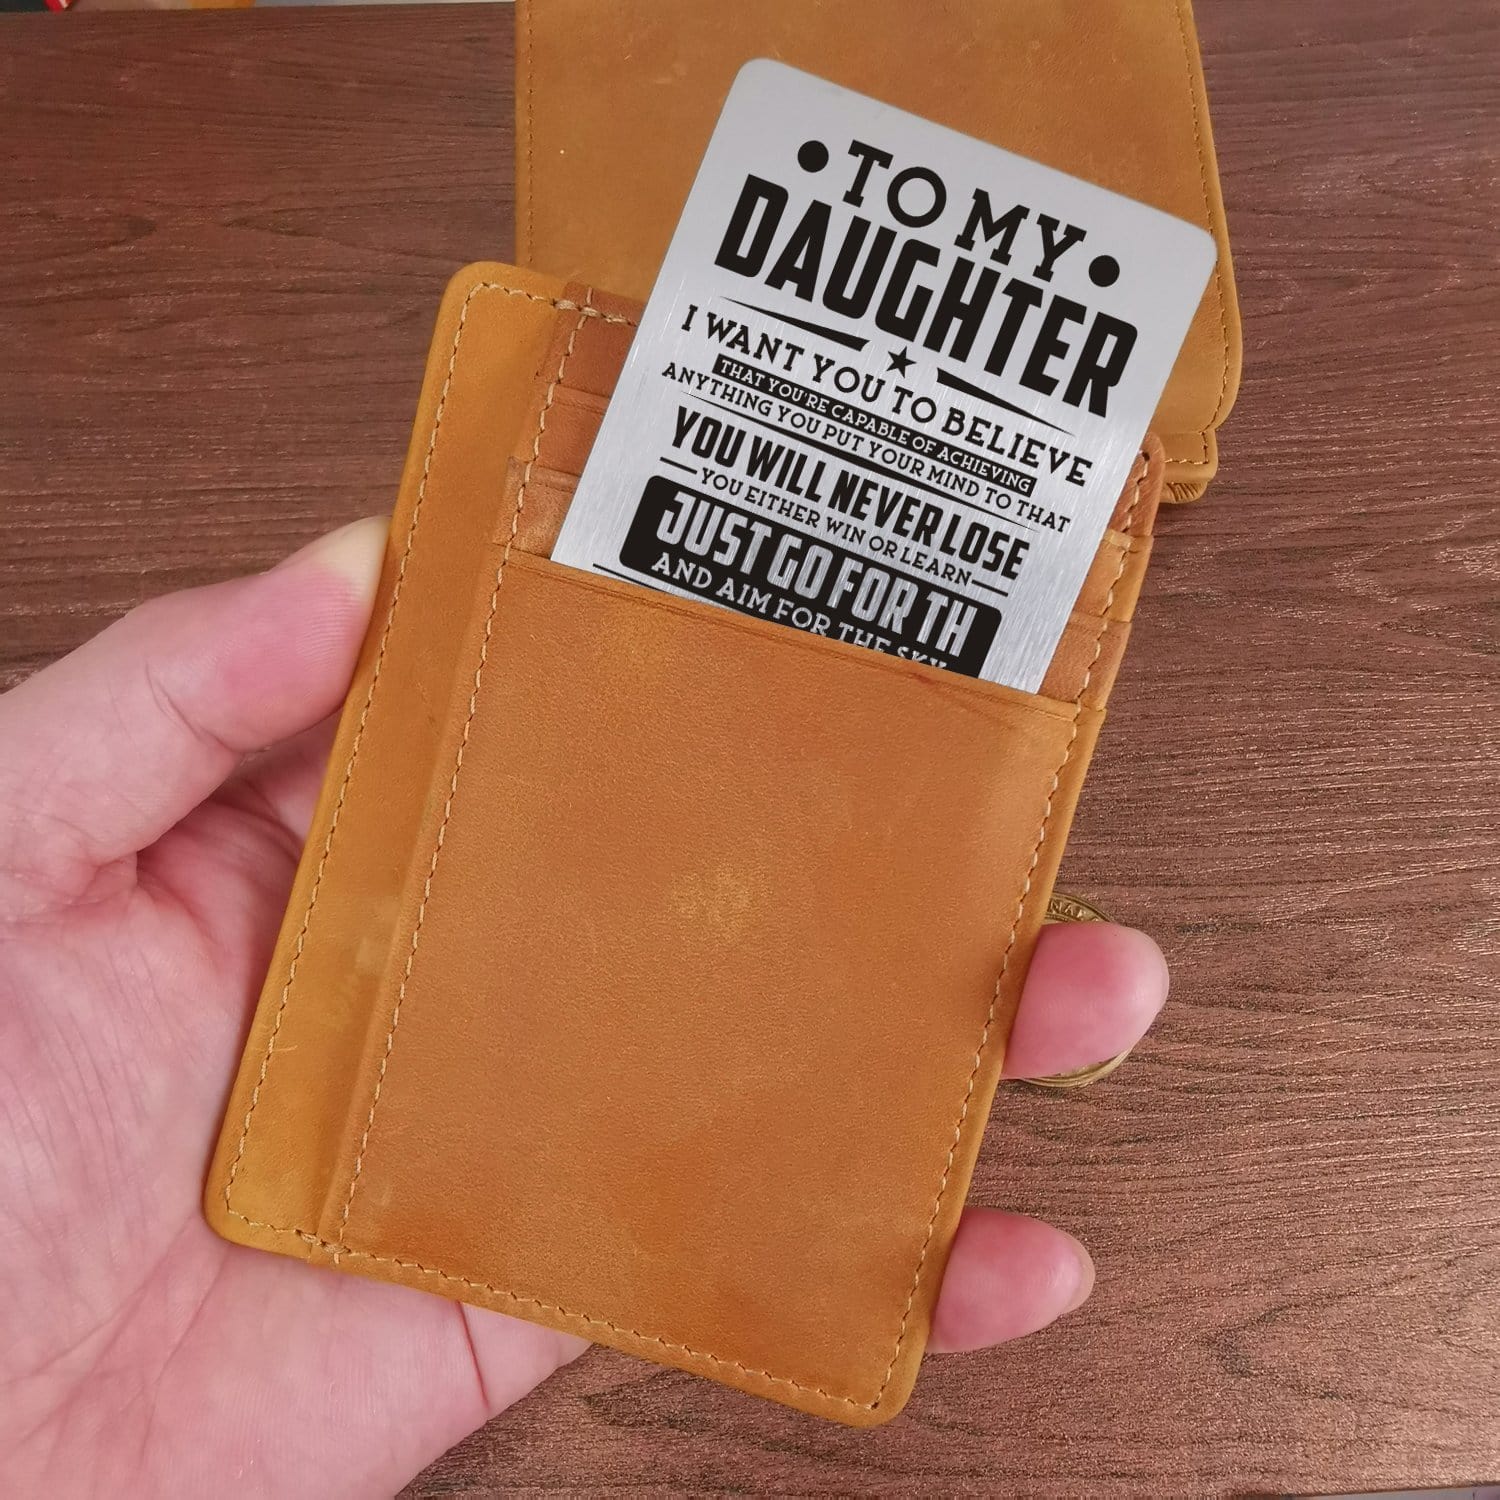 TO MY
DAUGHTER
I WANT YOU TO BELIEVE
THAT YOU'RE CAPABLE OF ACHIEVING
ANYTHING YOU PUT YOUR MIND TO THAT
YOU WILL NEVER LOSE
YOU EITHER WIN OR LEARN
JUST GO FOR TH
AND AIM FOR THE SKY